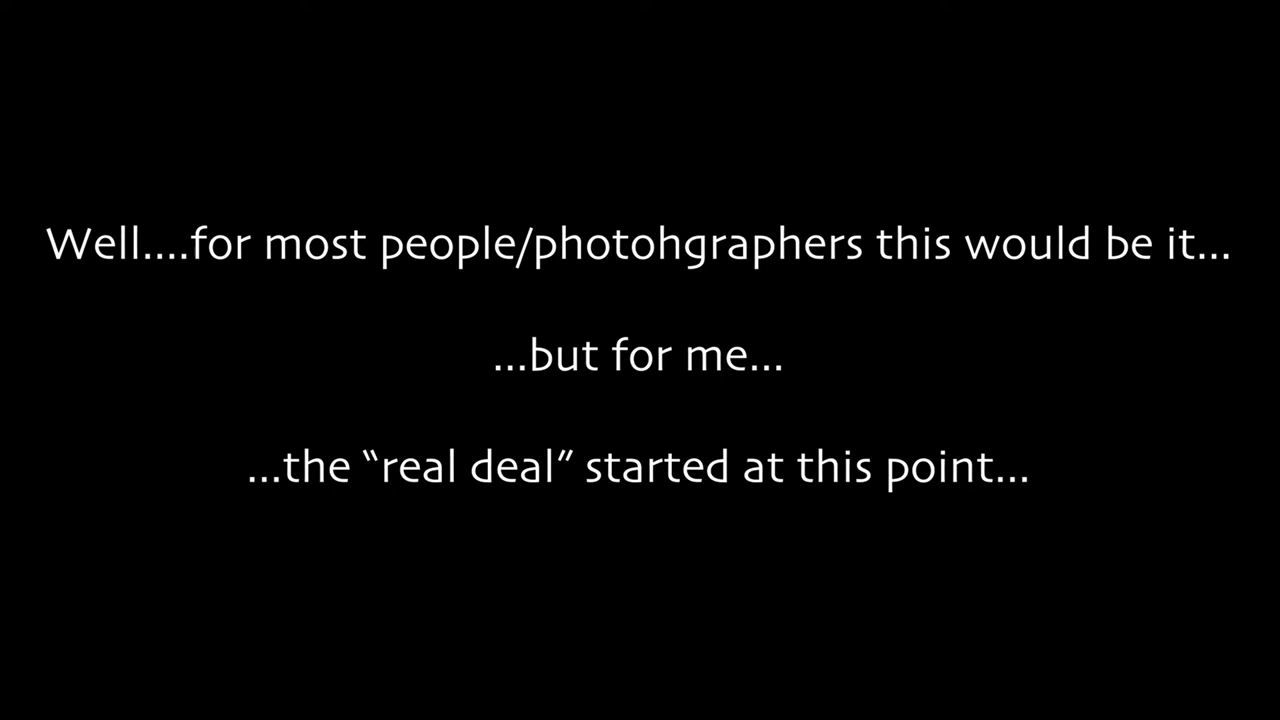 Well....for most people/photohgraphers this would be it...
...but for me...
...the “real deal” started at this point...